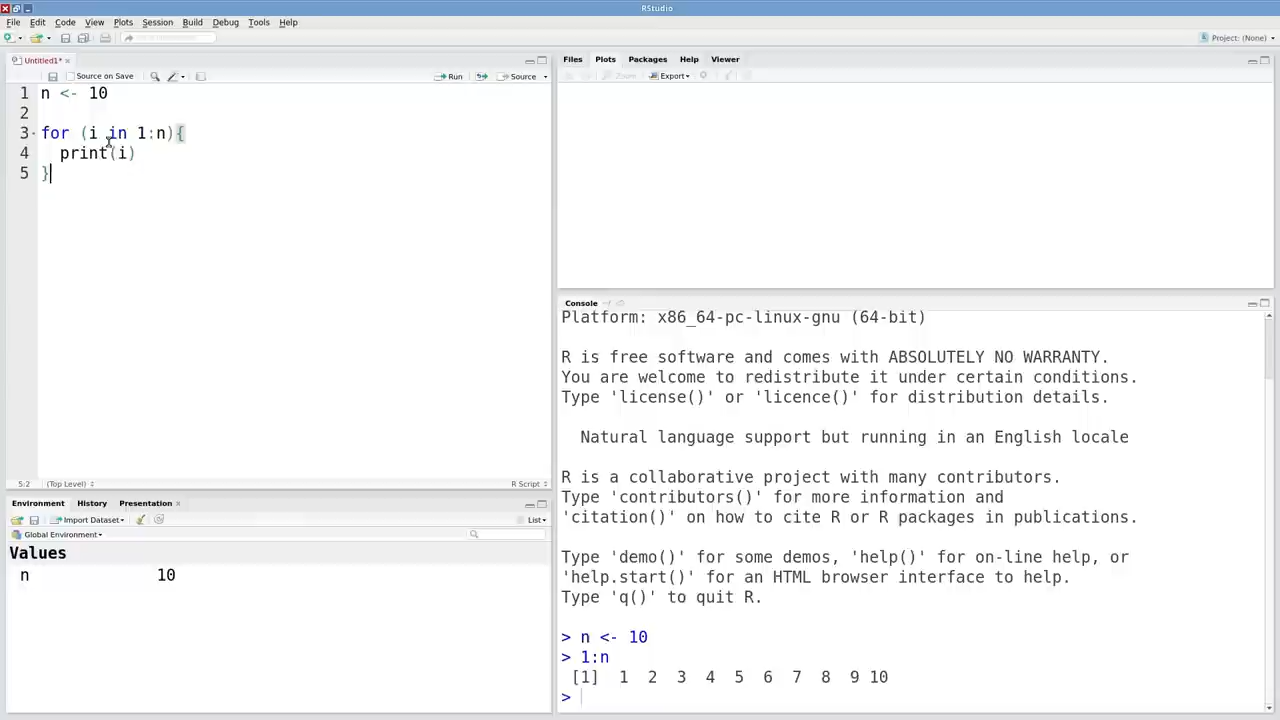 RStudio
File Edit Code View Plots Session Build Debug Tools Help
Project: (None)
Untitled1*
Source on Save
Run
Source
1 n <- 10
2
3 for (i in 1:n){
4   print(i)
5 }
5:2 (Top Level) R Script
Environment History Presentation
Import Dataset List
Global Environment
Values
n 10
Files Plots Packages Help Viewer
Zoom Export
Console ~/
Platform: x86_64-pc-linux-gnu (64-bit)
R is free software and comes with ABSOLUTELY NO WARRANTY.
You are welcome to redistribute it under certain conditions.
Type 'license()' or 'licence()' for distribution details.
Natural language support but running in an English locale
R is a collaborative project with many contributors.
Type 'contributors()' for more information and
'citation()' on how to cite R or R packages in publications.
Type 'demo()' for some demos, 'help()' for on-line help, or
'help.start()' for an HTML browser interface to help.
Type 'q()' to quit R.
> n <- 10
> 1:n
[1]  1  2  3  4  5  6  7  8  9 10
>